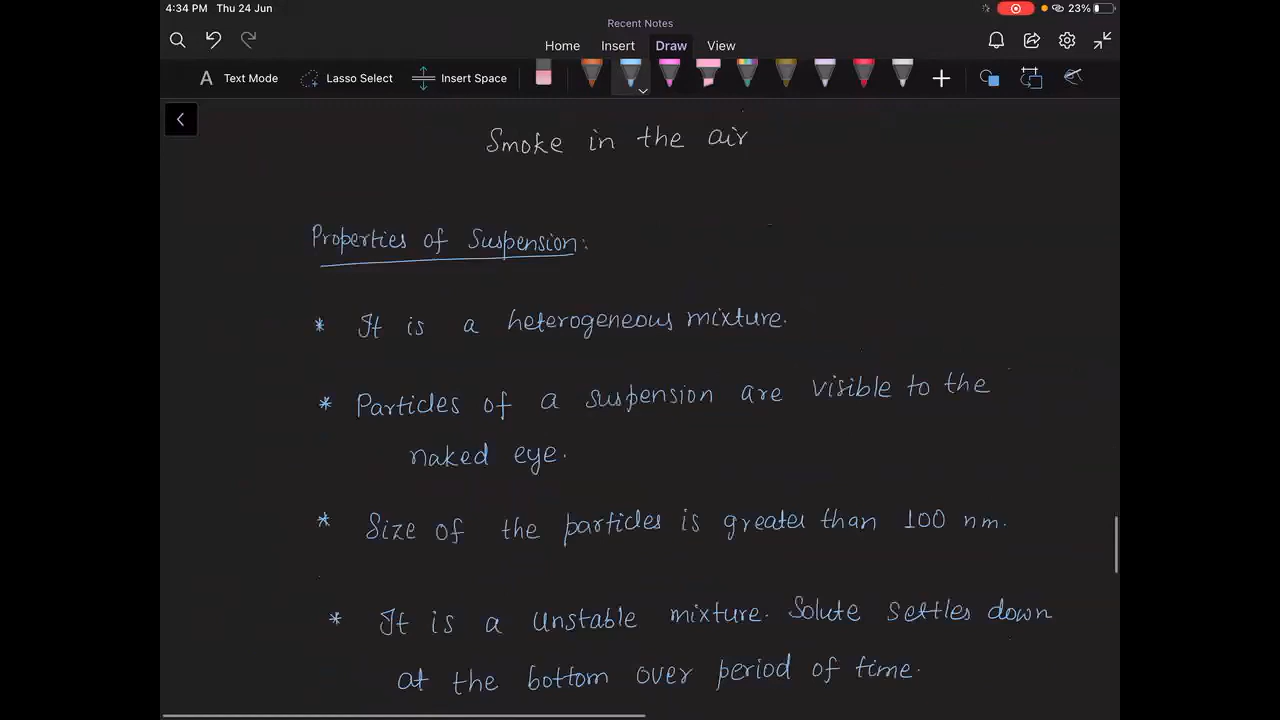 4:34 PM Thu 24 Jun
23%
Recent Notes
Home Insert Draw View
Text Mode Lasso Select Insert Space
Smoke in the air
Properties of Suspension:
* It is a heterogeneous mixture.
* Particles of a suspension are visible to the
naked eye.
* Size of the particles is greater than 100 nm.
* It is a unstable mixture. Solute settles down
at the bottom over period of time.